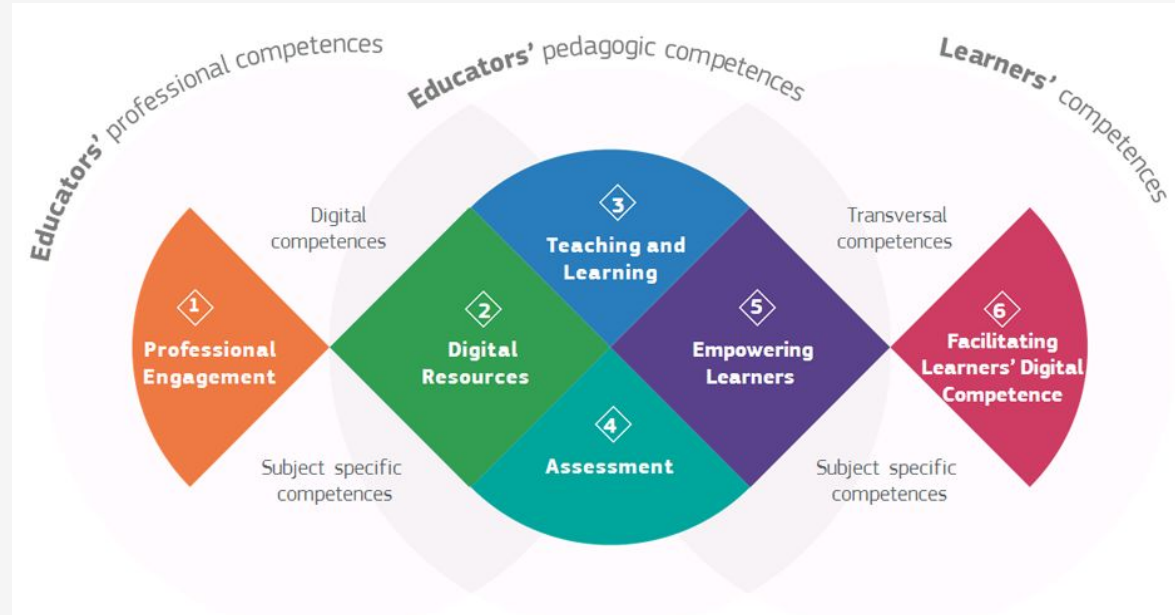 Educators' professional competences
Educators' pedagogic competences
Learners' competences
Digital
competences
Transversal
competences
1
Professional
Engagement
2
Digital
Resources
3
Teaching and
Learning
4
Assessment
5
Empowering
Learners
6
Facilitating
Learners' Digital
Competence
Subject specific
competences
Subject specific
competences